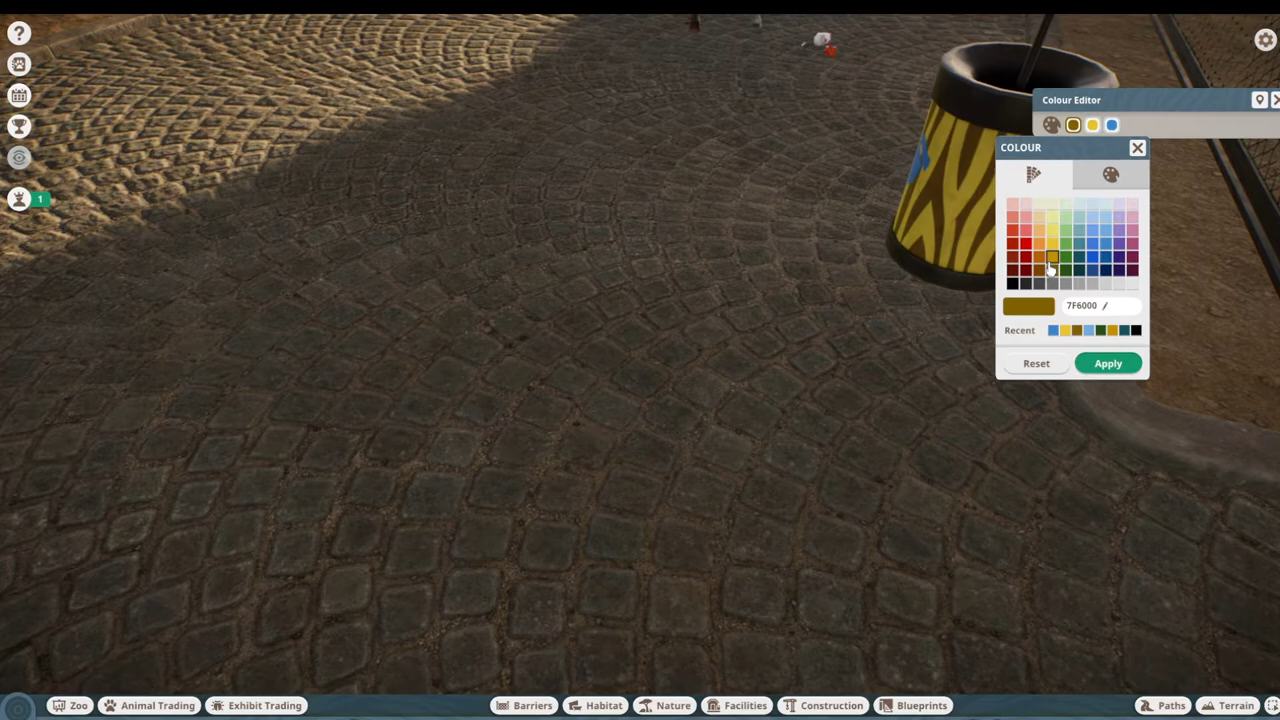 ?
1
Colour Editor
COLOUR
7F6000
Recent
Reset Apply
Zoo Animal Trading Exhibit Trading Barriers Habitat Nature Facilities Construction Blueprints Paths Terrain